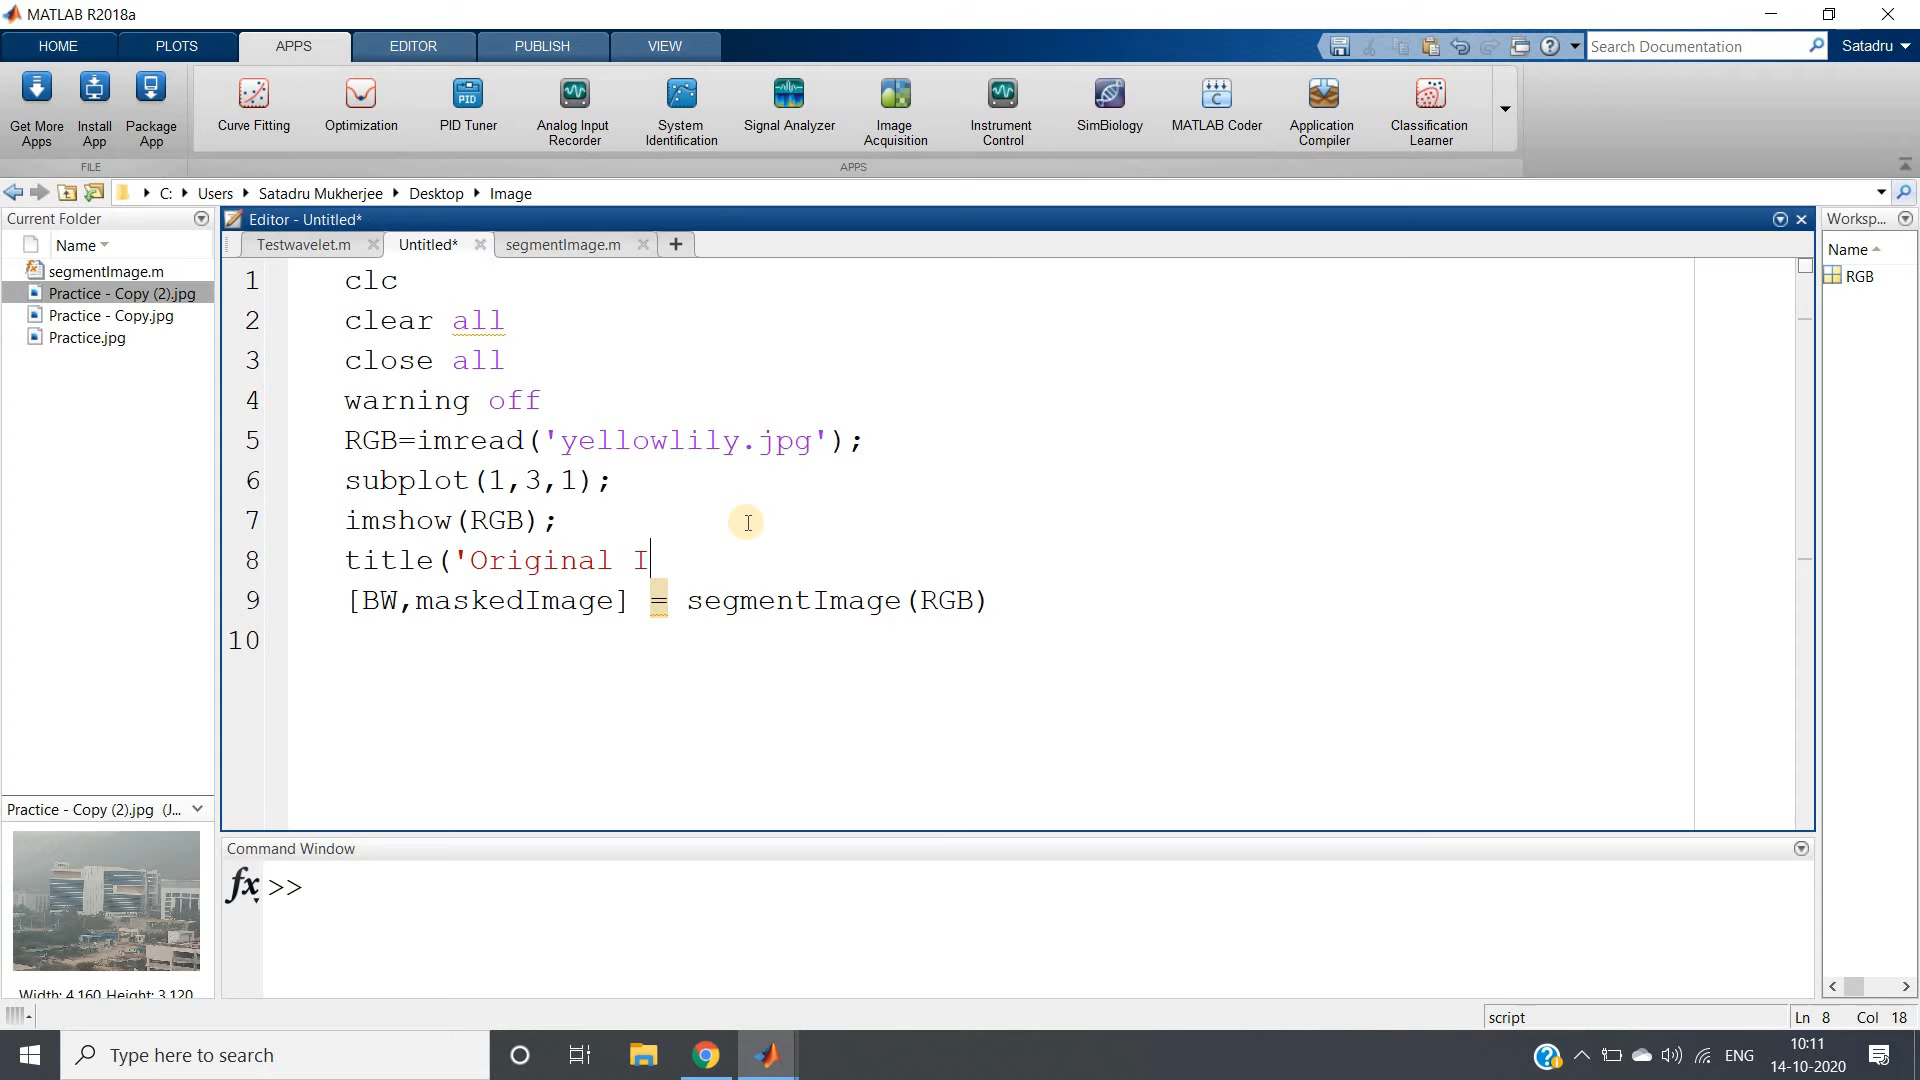 MATLAB R2018a
HOME PLOTS APPS EDITOR PUBLISH VIEW Search Documentation Satadru
Get More Apps Install App Package App Curve Fitting Optimization PID Tuner Analog Input Recorder System Identification Signal Analyzer Image Acquisition Instrument Control SimBiology MATLAB Coder Application Compiler Classification Learner
FILE APPS
C: Users Satadru Mukherjee Desktop Image
Current Folder
Name
segmentImage.m
Practice - Copy (2).jpg
Practice - Copy.jpg
Practice.jpg
Editor - Untitled*
Testwavelet.m Untitled* segmentImage.m
1 clc
2 clear all
3 close all
4 warning off
5 RGB=imread('yellowlily.jpg');
6 subplot(1,3,1);
7 imshow(RGB);
8 title('Original I
9 [BW,maskedImage] = segmentImage(RGB)
10
Worksp...
Name
RGB
Practice - Copy (2).jpg (J...
Width: 4,160 Height: 3,120
Command Window
fx >>
script Ln 8 Col 18
Type here to search ENG 10:11
14-10-2020